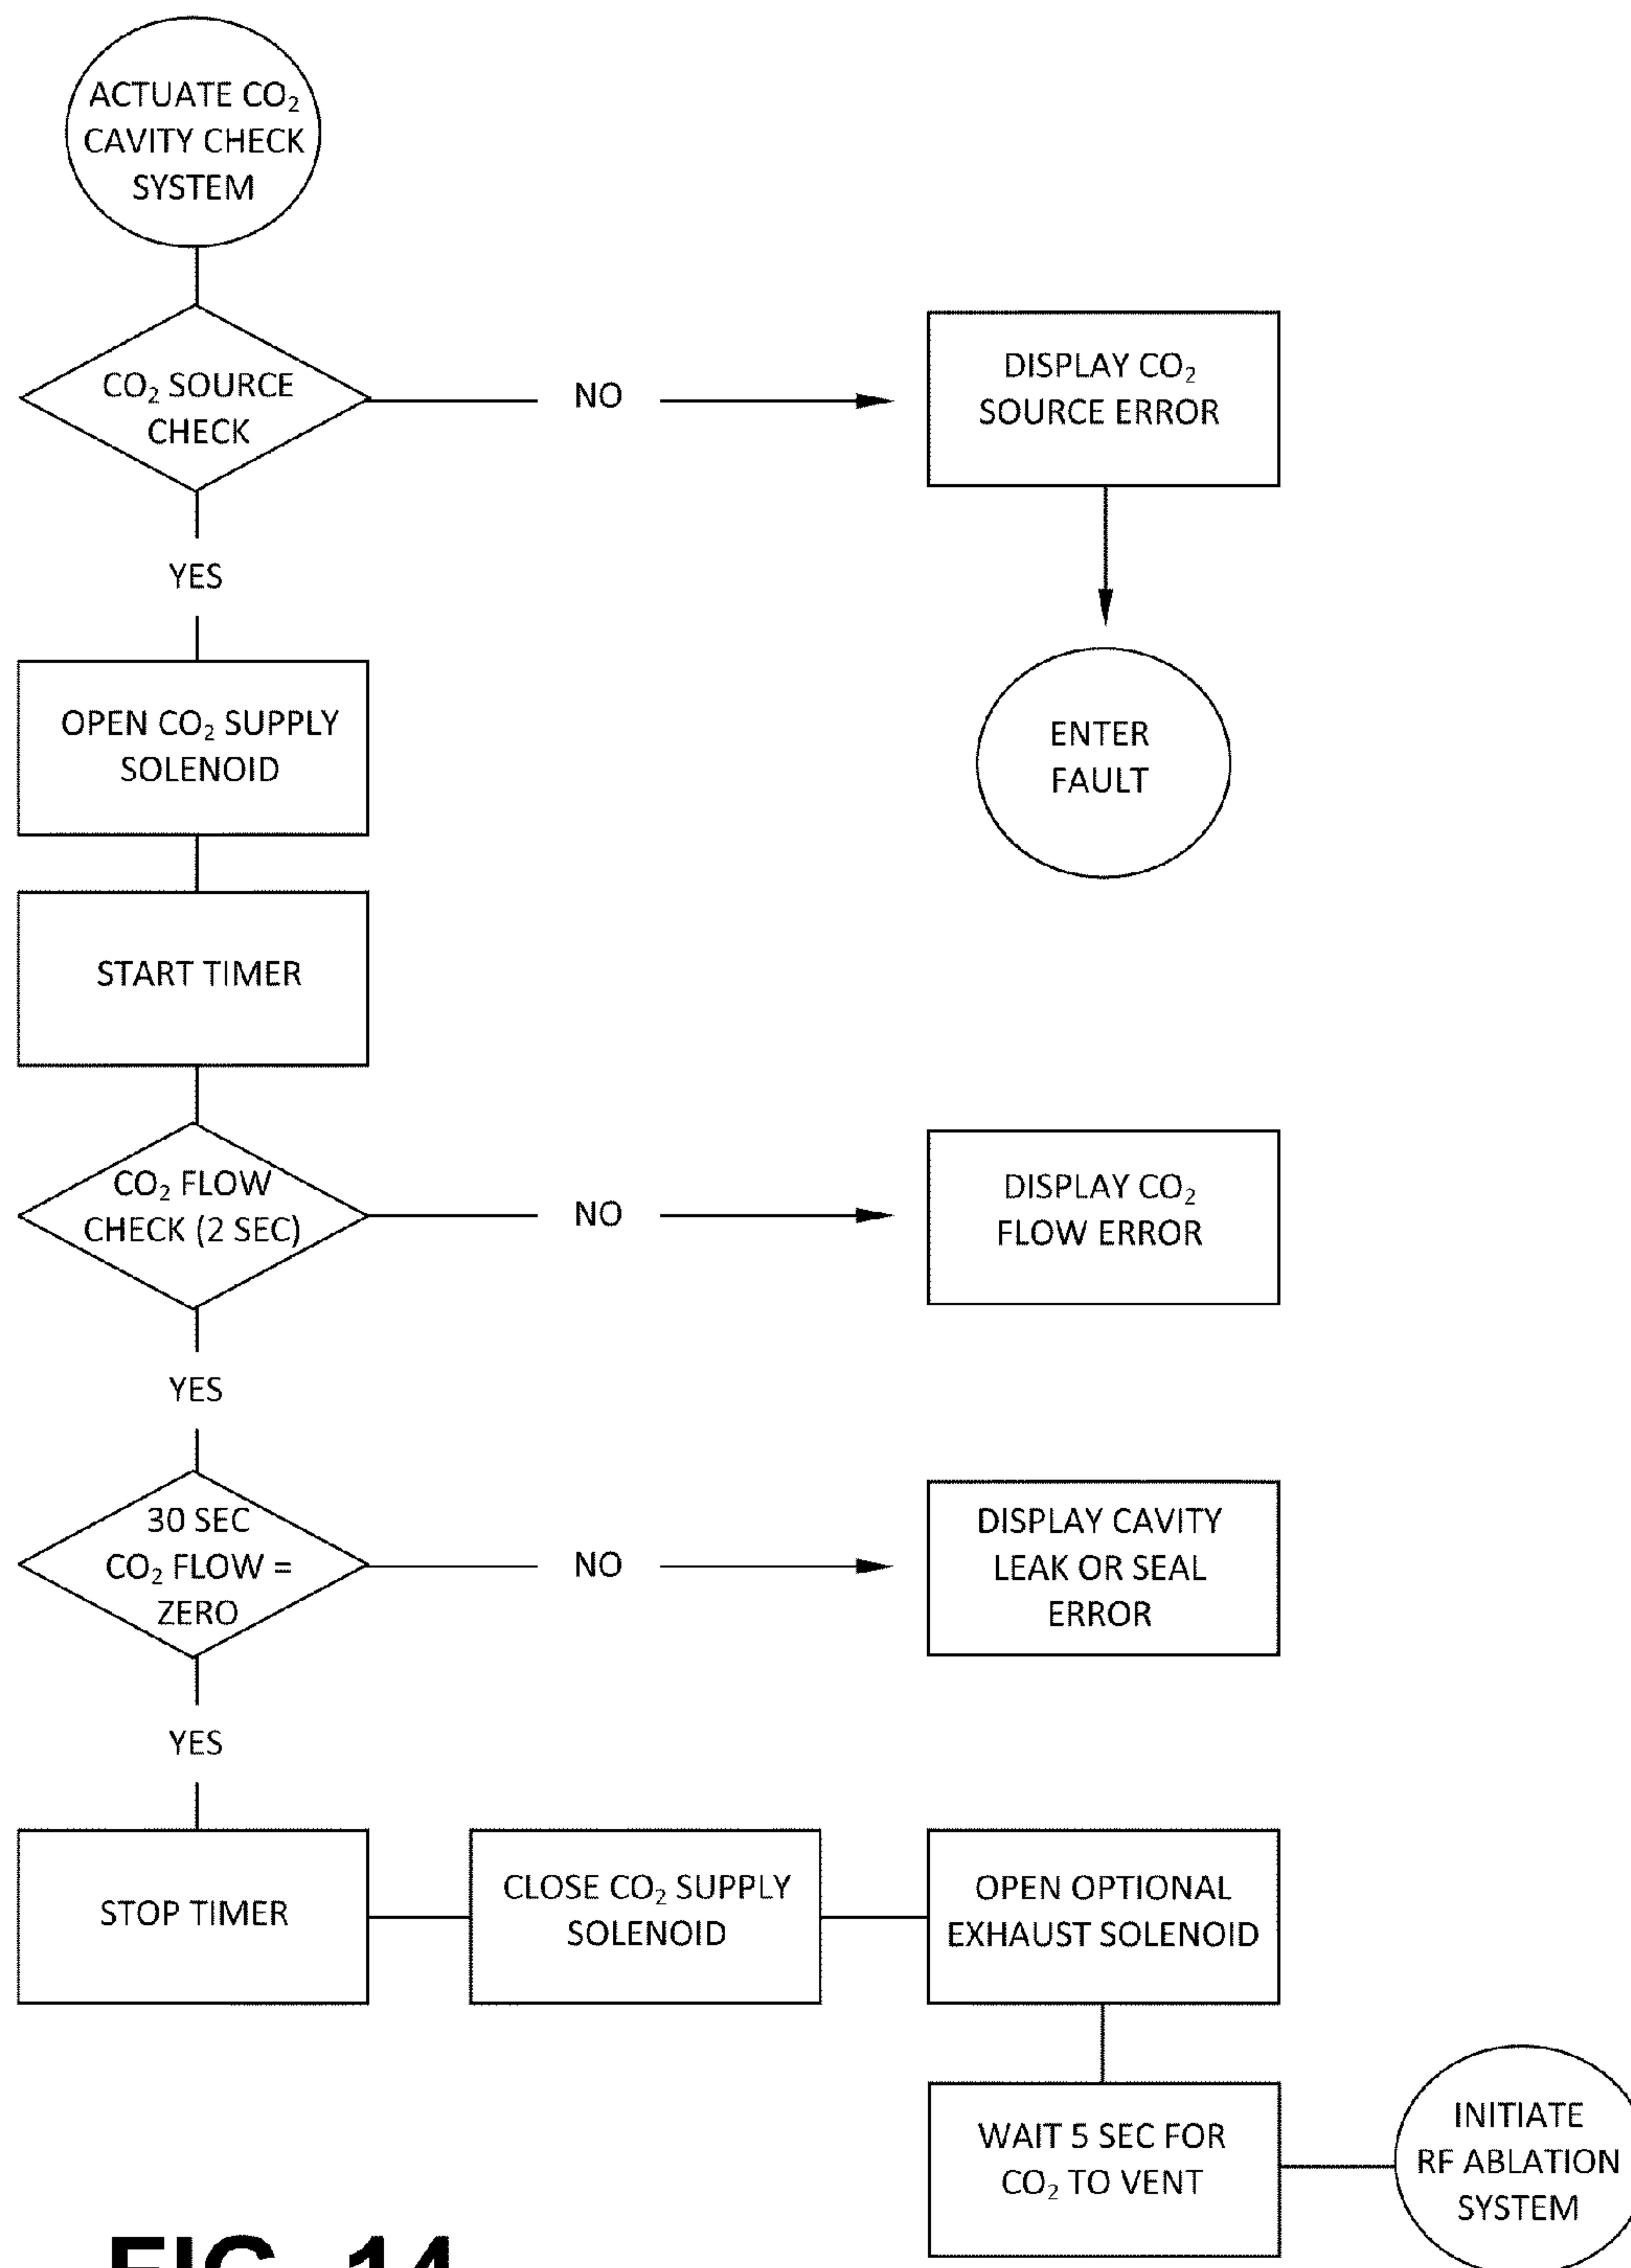 ACTUATE CO₂
CAVITY CHECK
SYSTEM
CO₂ SOURCE
CHECK
NO
DISPLAY CO₂
SOURCE ERROR
YES
ENTER
FAULT
OPEN CO₂ SUPPLY
SOLENOID
START TIMER
CO₂ FLOW
CHECK (2 SEC)
NO
DISPLAY CO₂
FLOW ERROR
YES
30 SEC
CO₂ FLOW =
ZERO
NO
DISPLAY CAVITY
LEAK OR SEAL
ERROR
YES
STOP TIMER
CLOSE CO₂ SUPPLY
SOLENOID
OPEN OPTIONAL
EXHAUST SOLENOID
WAIT 5 SEC FOR
CO₂ TO VENT
INITIATE
RF ABLATION
SYSTEM
FIG. 14